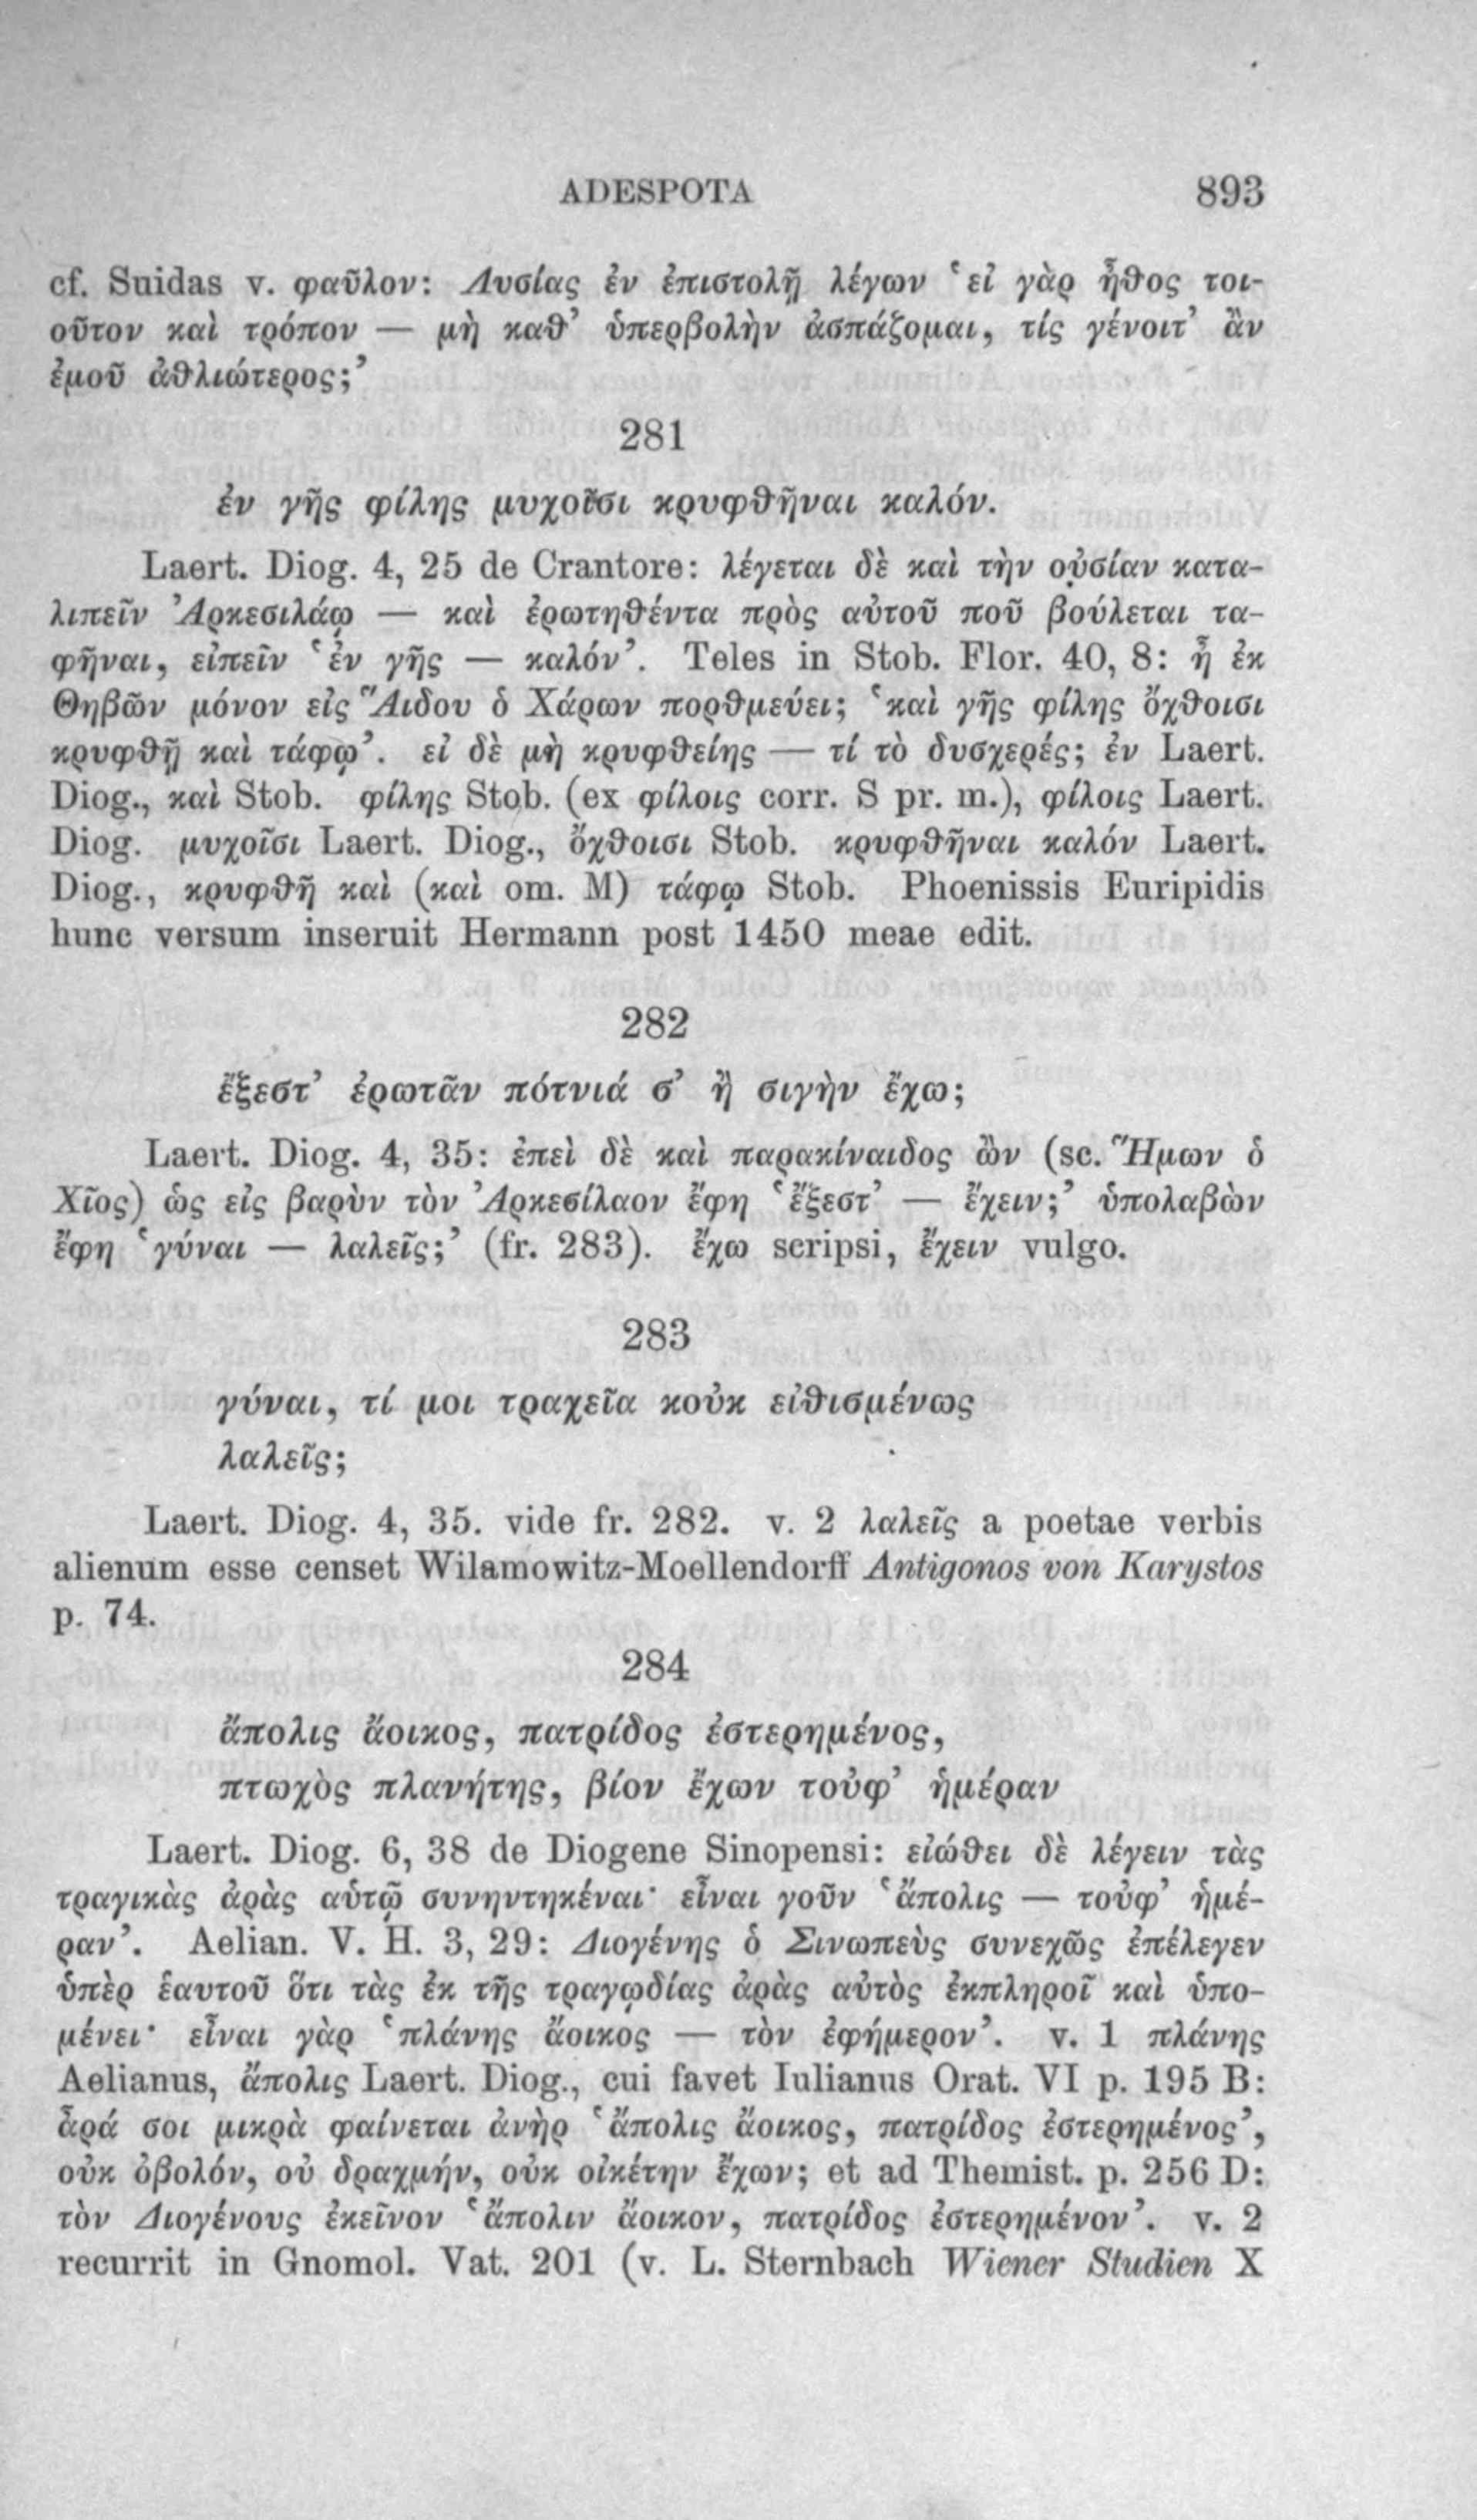 ADESPOTA 893
cf. Suidas v. φαῦλον: Λυσίας ἐν ἐπιστολῇ λέγων ‘εἰ γὰρ ἦθος τοι-
οῦτον καὶ τρόπον — μὴ καθ’ ὑπερβολὴν ἀσπάζομαι, τίς γένοιτ’ ἂν
ἐμοῦ ἀθλιώτερος;’
281
ἐν γῆς φίλης μυχοῖσι κρυφθῆναι καλόν.
Laert. Diog. 4, 25 de Crantore: λέγεται δὲ καὶ τὴν οὐσίαν κατα-
λιπεῖν Ἀρκεσιλάῳ — καὶ ἐρωτηθέντα πρὸς αὐτοῦ ποῦ βούλεται τα-
φῆναι, εἰπεῖν ‘ἐν γῆς — καλόν’. Teles in Stob. Flor. 40, 8: ἦ ἐκ
Θηβῶν μόνον εἰς Ἅιδου ὁ Χάρων πορθμεύει; ‘καὶ γῆς φίλης ὄχθοισι
κρυφθῇ καὶ τάφῳ’. εἰ δὲ μὴ κρυφθείης — τί τὸ δυσχερές; ἐν Laert.
Diog., καὶ Stob. φίλης Stob. (ex φίλοις corr. S pr. m.), φίλοις Laert.
Diog. μυχοῖσι Laert. Diog., ὄχθοισι Stob. κρυφθῆναι καλόν Laert.
Diog., κρυφθῇ καὶ (καὶ om. M) τάφῳ Stob. Phoenissis Euripidis
hunc versum inseruit Hermann post 1450 meae edit.
282
ἔξεστ’ ἐρωτᾶν πότνιά σ’ ἢ σιγὴν ἔχω;
Laert. Diog. 4, 35: ἐπεὶ δὲ καὶ παρακίναιδος ὢν (sc. Ἥμων ὁ
Χῖος) ὡς εἰς βαρὺν τὸν Ἀρκεσίλαον ἔφη ‘ἔξεστ’ — ἔχειν;’ ὑπολαβὼν
ἔφη ‘γύναι — λαλεῖς;’ (fr. 283). ἔχω scripsi, ἔχειν vulgo.
283
γύναι, τί μοι τραχεῖα κοὐκ εἰθισμένως
λαλεῖς;
Laert. Diog. 4, 35. vide fr. 282. v. 2 λαλεῖς a poetae verbis
alienum esse censet Wilamowitz-Moellendorff Antigonos von Karystos
p. 74.
284
ἄπολις ἄοικος, πατρίδος ἐστερημένος,
πτωχὸς πλανήτης, βίον ἔχων τοὐφ’ ἡμέραν
Laert. Diog. 6, 38 de Diogene Sinopensi: εἰώθει δὲ λέγειν τὰς
τραγικὰς ἀρὰς αὑτῷ συνηντηκέναι· εἶναι γοῦν ‘ἄπολις — τοὐφ’ ἡμέ-
ραν’. Aelian. V. H. 3, 29: Διογένης ὁ Σινωπεὺς συνεχῶς ἐπέλεγεν
ὑπὲρ ἑαυτοῦ ὅτι τὰς ἐκ τῆς τραγῳδίας ἀρὰς αὐτὸς ἐκπληροῖ καὶ ὑπο-
μένει· εἶναι γὰρ ‘πλάνης ἄοικος — τὸν ἐφήμερον’. v. 1 πλάνης
Aelianus, ἄπολις Laert. Diog., cui favet Iulianus Orat. VI p. 195 B:
ἆρά σοι μικρὰ φαίνεται ἀνὴρ ‘ἄπολις ἄοικος, πατρίδος ἐστερημένος’,
οὐκ ὀβολόν, οὐ δραχμήν, οὐκ οἰκέτην ἔχων; et ad Themist. p. 256 D:
τὸν Διογένους ἐκεῖνον ‘ἄπολιν ἄοικον, πατρίδος ἐστερημένον’. v. 2
recurrit in Gnomol. Vat. 201 (v. L. Sternbach Wiener Studien X